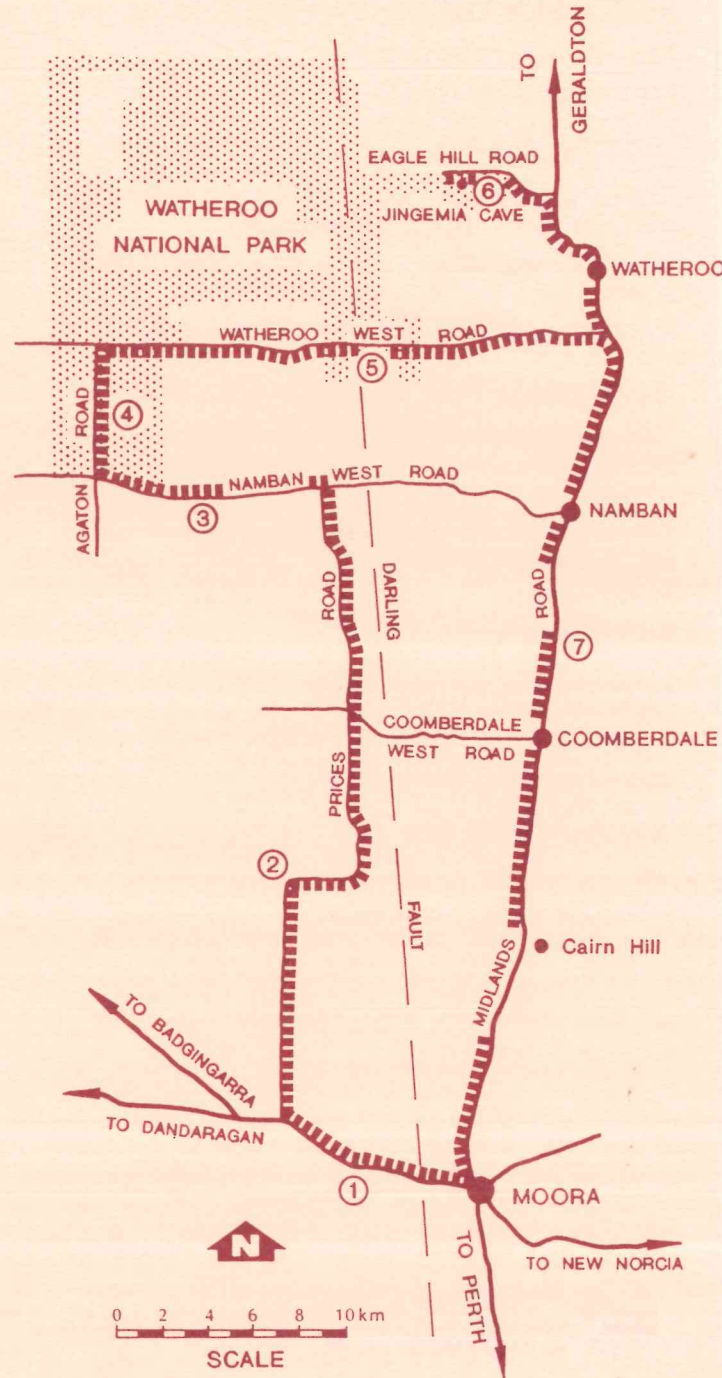 TO
GERALDTON
EAGLE HILL ROAD
6
JINGEMIA CAVE
WATHEROO
NATIONAL PARK
WATHEROO
WATHEROO WEST ROAD
5
ROAD
4
AGATON
NAMBAN WEST ROAD
3
NAMBAN
ROAD
DARLING
ROAD
7
COOMBERDALE
WEST ROAD
COOMBERDALE
PRICES
2
FAULT
Cairn Hill
MIDLANDS
TO BADGINGARRA
TO DANDARAGAN
1
MOORA
N
TO PERTH
TO NEW NORCIA
0 2 4 6 8 10 km
SCALE